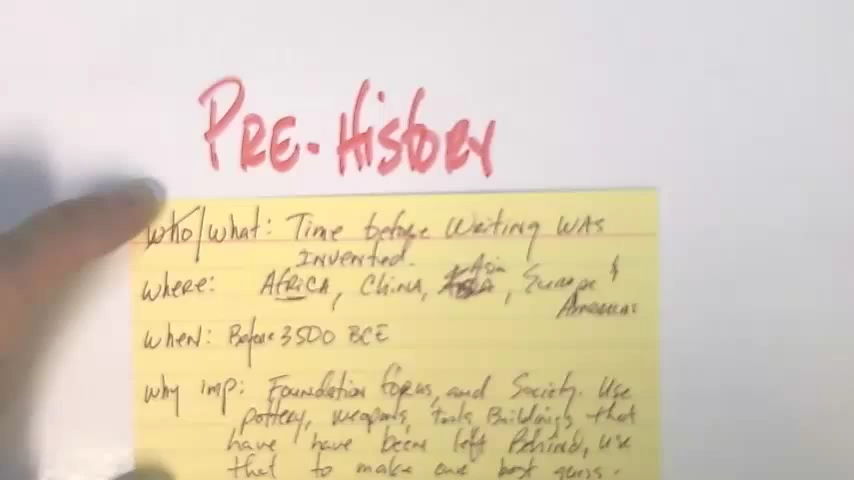 PRE-HISTORY
Who/what: Time before Writing WAS
Invented.
Where: AfRICA, China, Asia, Europe &
Americas
When: Before 3500 BCE
Why imp: Foundation for us, and Society. Use
pottery, weapons, tools Buildings that
have have been left Behind, use
that to make our best guess.